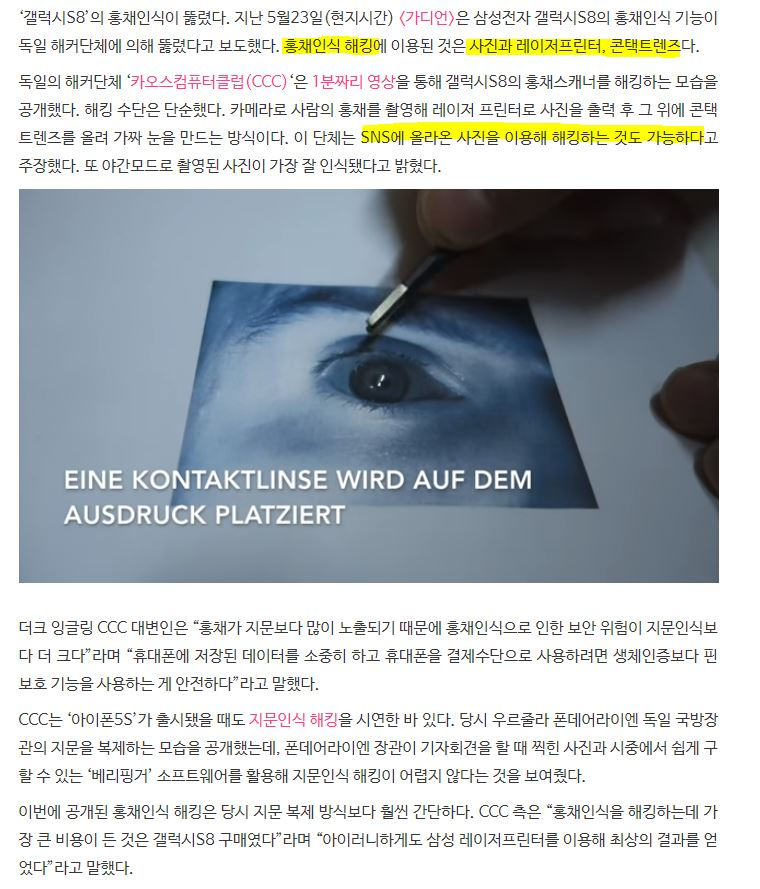 ‘갤럭시S8’의 홍채인식이 뚫렸다. 지난 5월23일(현지시간) <가디언>은 삼성전자 갤럭시S8의 홍채인식 기능이
독일 해커단체에 의해 뚫렸다고 보도했다. 홍채인식 해킹에 이용된 것은 사진과 레이저프린터, 콘택트렌즈다.
독일의 해커단체 ‘카오스컴퓨터클럽(CCC)‘은 1분짜리 영상을 통해 갤럭시S8의 홍채스캐너를 해킹하는 모습을
공개했다. 해킹 수단은 단순했다. 카메라로 사람의 홍채를 촬영해 레이저 프린터로 사진을 출력 후 그 위에 콘택
트렌즈를 올려 가짜 눈을 만드는 방식이다. 이 단체는 SNS에 올라온 사진을 이용해 해킹하는 것도 가능하다고
주장했다. 또 야간모드로 촬영된 사진이 가장 잘 인식됐다고 밝혔다.
EINE KONTAKTLINSE WIRD AUF DEM
AUSDRUCK PLATZIERT
더크 잉글링 CCC 대변인은 “홍채가 지문보다 많이 노출되기 때문에 홍채인식으로 인한 보안 위험이 지문인식보
다 더 크다”라며 “휴대폰에 저장된 데이터를 소중히 하고 휴대폰을 결제수단으로 사용하려면 생체인증보다 핀
보호 기능을 사용하는 게 안전하다”라고 말했다.
CCC는 ‘아이폰5S’가 출시됐을 때도 지문인식 해킹을 시연한 바 있다. 당시 우르줄라 폰데어라이엔 독일 국방장
관의 지문을 복제하는 모습을 공개했는데, 폰데어라이엔 장관이 기자회견을 할 때 찍힌 사진과 시중에서 쉽게 구
할 수 있는 ‘베리핑거’ 소프트웨어를 활용해 지문인식 해킹이 어렵지 않다는 것을 보여줬다.
이번에 공개된 홍채인식 해킹은 당시 지문 복제 방식보다 훨씬 간단하다. CCC 측은 “홍채인식을 해킹하는데 가
장 큰 비용이 든 것은 갤럭시S8 구매였다”라며 “아이러니하게도 삼성 레이저프린터를 이용해 최상의 결과를 얻
었다”라고 말했다.